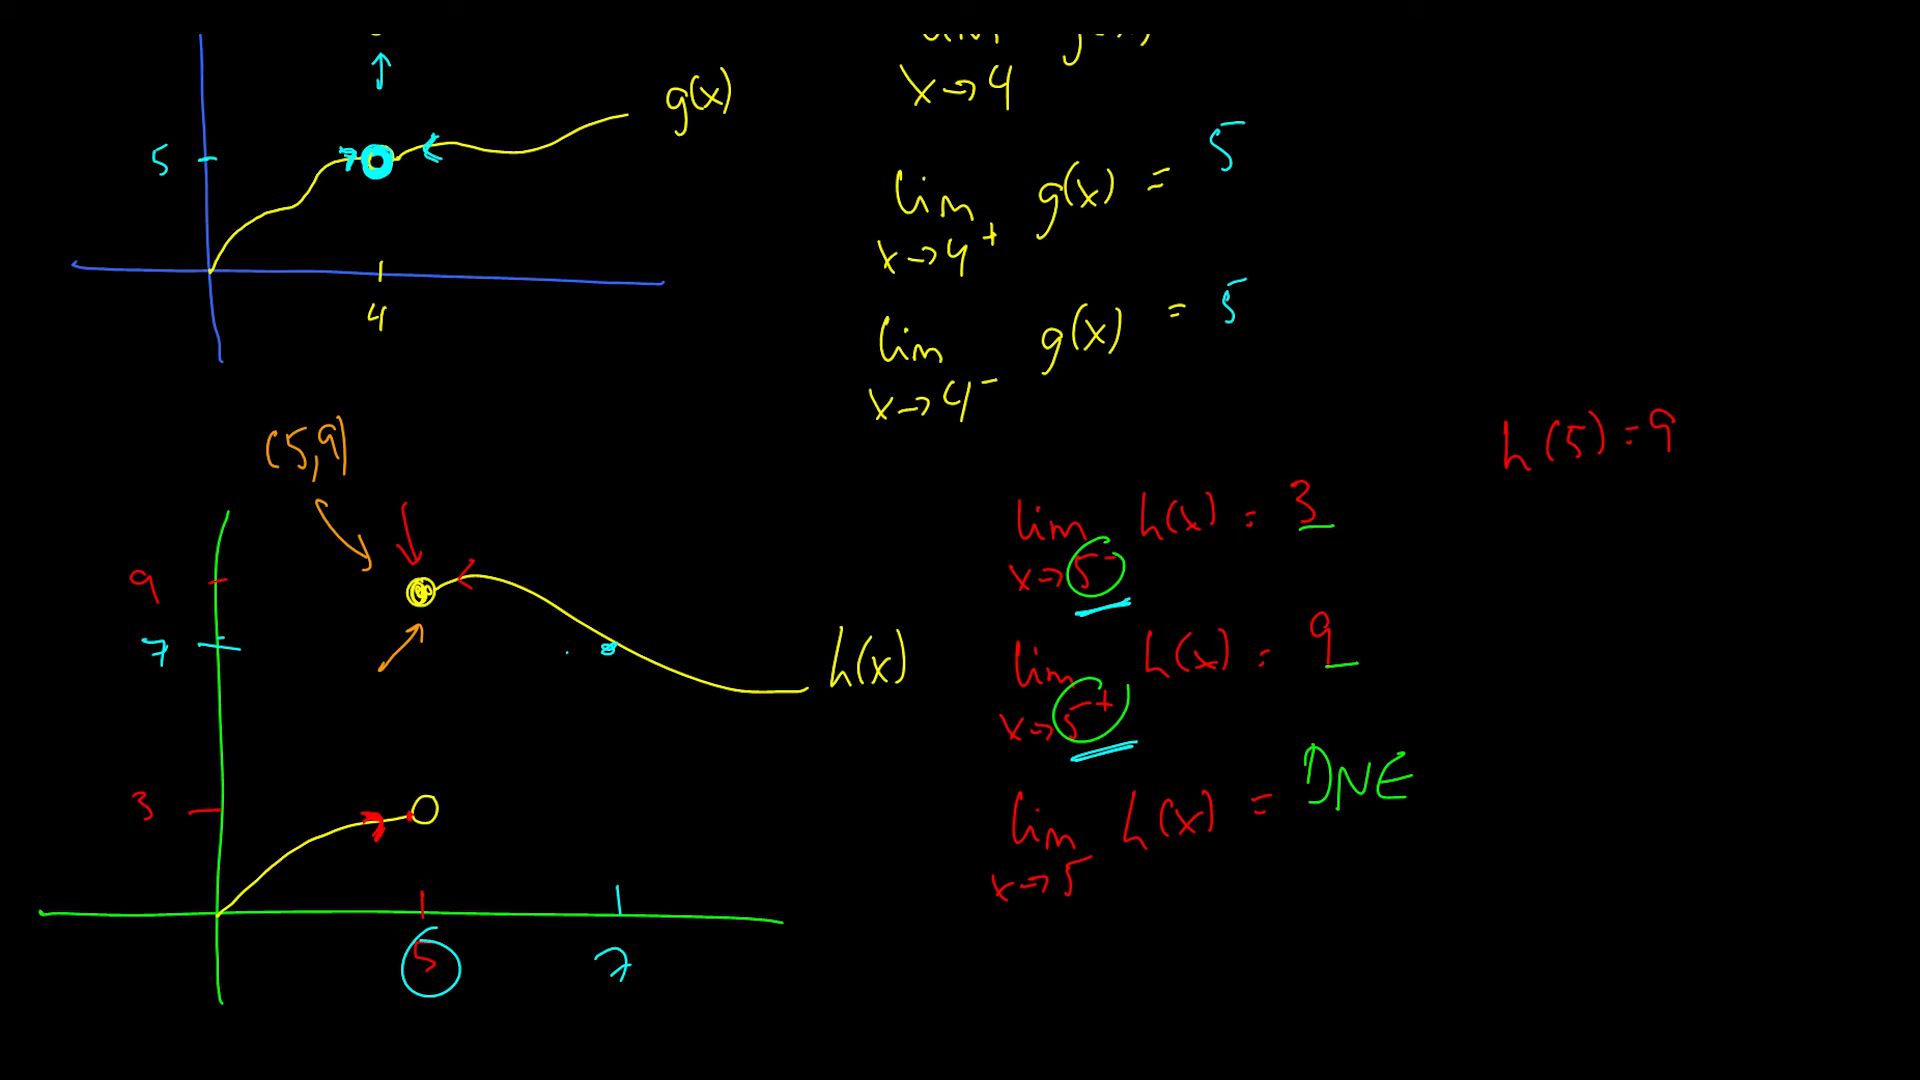 x→4
g(x)
5
lim g(x) = 5
x→4⁺
4
lim g(x) = 5
x→4⁻
(5,9)
h(5)=9
lim h(x) = 3
x→5⁻
9
7
lim h(x) = 9
x→5⁺
h(x)
3
lim h(x) = DNE
x→5
5
7